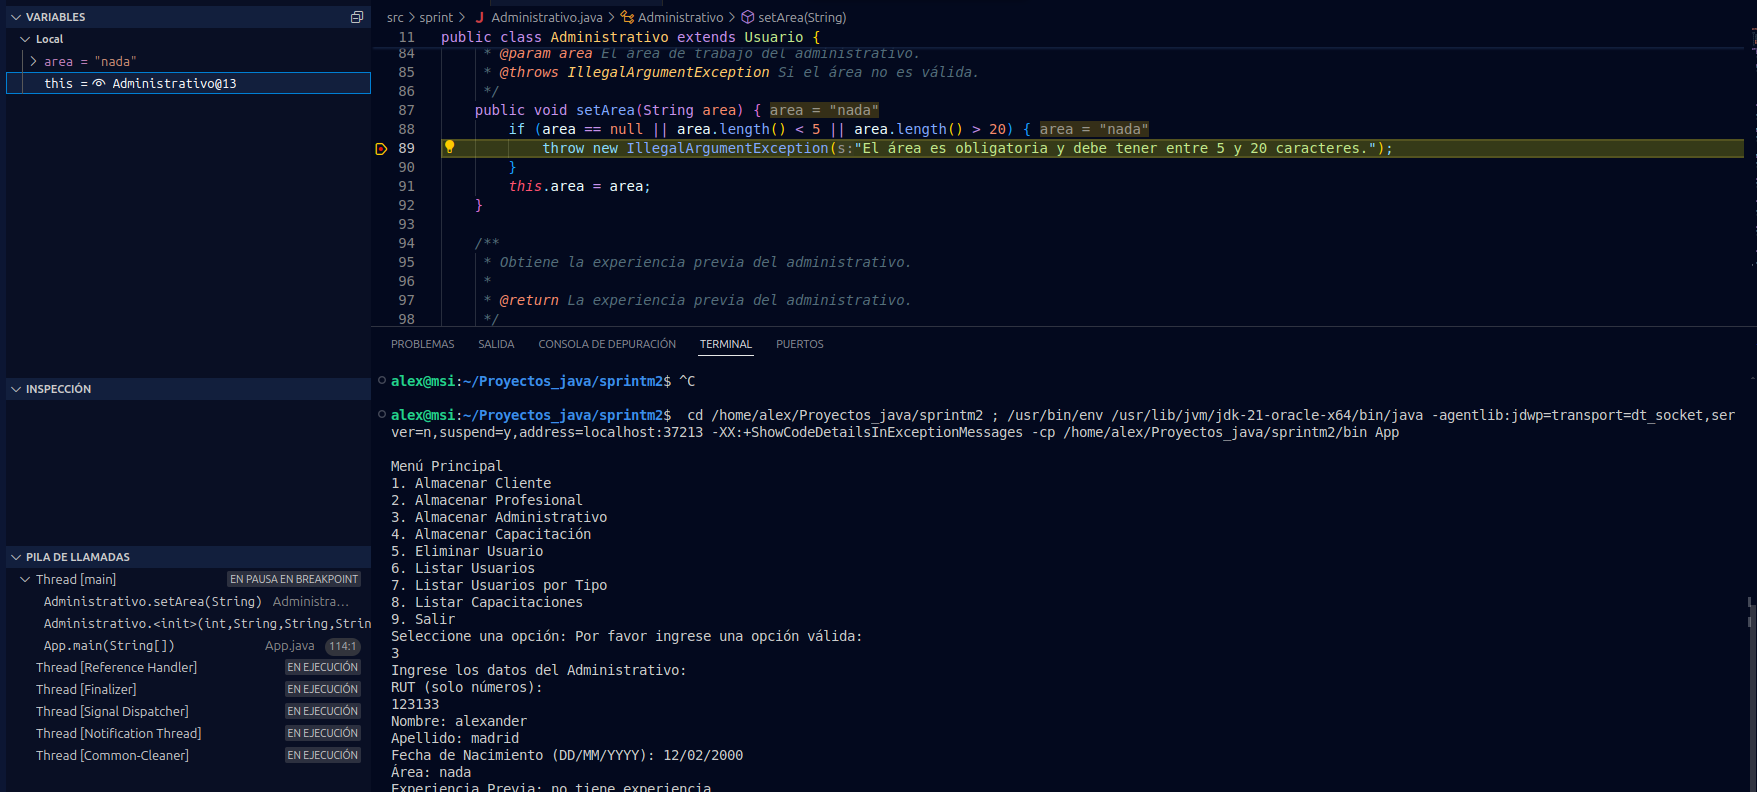 VARIABLES
Local
area = "nada"
this = Administrativo@13
INSPECCIÓN
PILA DE LLAMADAS
Thread [main] EN PAUSA EN BREAKPOINT
Administrativo.setArea(String) Administra...
Administrativo.<init>(int,String,String,Strin
App.main(String[]) App.java 114:1
Thread [Reference Handler] EN EJECUCIÓN
Thread [Finalizer] EN EJECUCIÓN
Thread [Signal Dispatcher] EN EJECUCIÓN
Thread [Notification Thread] EN EJECUCIÓN
Thread [Common-Cleaner] EN EJECUCIÓN
src > sprint > J Administrativo.java > Administrativo > setArea(String)
11 public class Administrativo extends Usuario {
84 * @param area El área de trabajo del administrativo.
85 * @throws IllegalArgumentException Si el área no es válida.
86 */
87 public void setArea(String area) { area = "nada"
88 if (area == null || area.length() < 5 || area.length() > 20) { area = "nada"
89 throw new IllegalArgumentException(s:"El área es obligatoria y debe tener entre 5 y 20 caracteres.");
90 }
91 this.area = area;
92 }
93
94 /**
95 * Obtiene la experiencia previa del administrativo.
96 *
97 * @return La experiencia previa del administrativo.
98 */
PROBLEMAS SALIDA CONSOLA DE DEPURACIÓN TERMINAL PUERTOS
alex@msi:~/Proyectos_java/sprintm2$ ^C
alex@msi:~/Proyectos_java/sprintm2$ cd /home/alex/Proyectos_java/sprintm2 ; /usr/bin/env /usr/lib/jvm/jdk-21-oracle-x64/bin/java -agentlib:jdwp=transport=dt_socket,ser
ver=n,suspend=y,address=localhost:37213 -XX:+ShowCodeDetailsInExceptionMessages -cp /home/alex/Proyectos_java/sprintm2/bin App
Menú Principal
1. Almacenar Cliente
2. Almacenar Profesional
3. Almacenar Administrativo
4. Almacenar Capacitación
5. Eliminar Usuario
6. Listar Usuarios
7. Listar Usuarios por Tipo
8. Listar Capacitaciones
9. Salir
Seleccione una opción: Por favor ingrese una opción válida:
3
Ingrese los datos del Administrativo:
RUT (solo números):
123133
Nombre: alexander
Apellido: madrid
Fecha de Nacimiento (DD/MM/YYYY): 12/02/2000
Área: nada
Experiencia Previa: no tiene experiencia